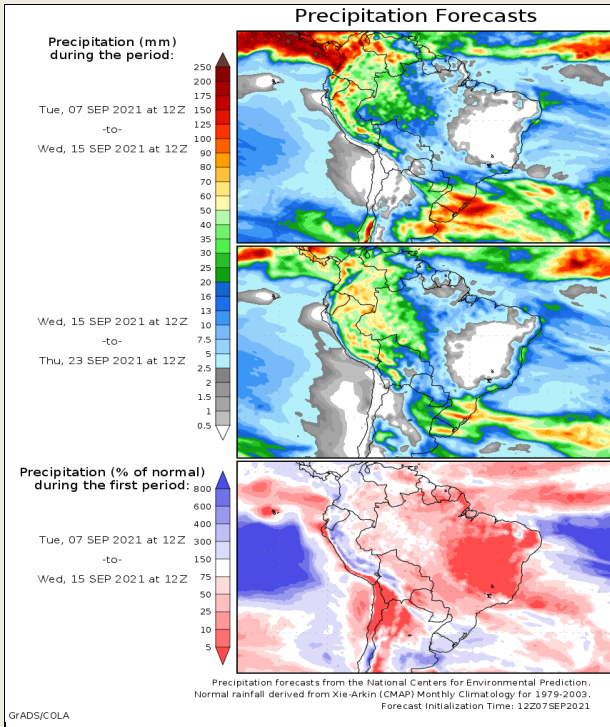 Precipitation Forecasts
Precipitation (mm)
during the period:
Tue, 07 SEP 2021 at 12Z
-to-
Wed, 15 SEP 2021 at 12Z
250
200
175
150
125
100
90
80
70
60
50
40
35
30
25
20
16
13
10
7.5
5
2.5
2
1.5
1
0.5
Wed, 15 SEP 2021 at 12Z
-to-
Thu, 23 SEP 2021 at 12Z
Precipitation (% of normal)
during the first period:
Tue, 07 SEP 2021 at 12Z
-to-
Wed, 15 SEP 2021 at 12Z
800
600
400
300
150
75
50
25
10
5
Precipitation forecasts from the National Centers for Environmental Prediction.
Normal rainfall derived from Xie-Arkin (CMAP) Monthly Climatology for 1979-2003.
Forecast Initialization Time: 12Z07SEP2021
GrADS/COLA